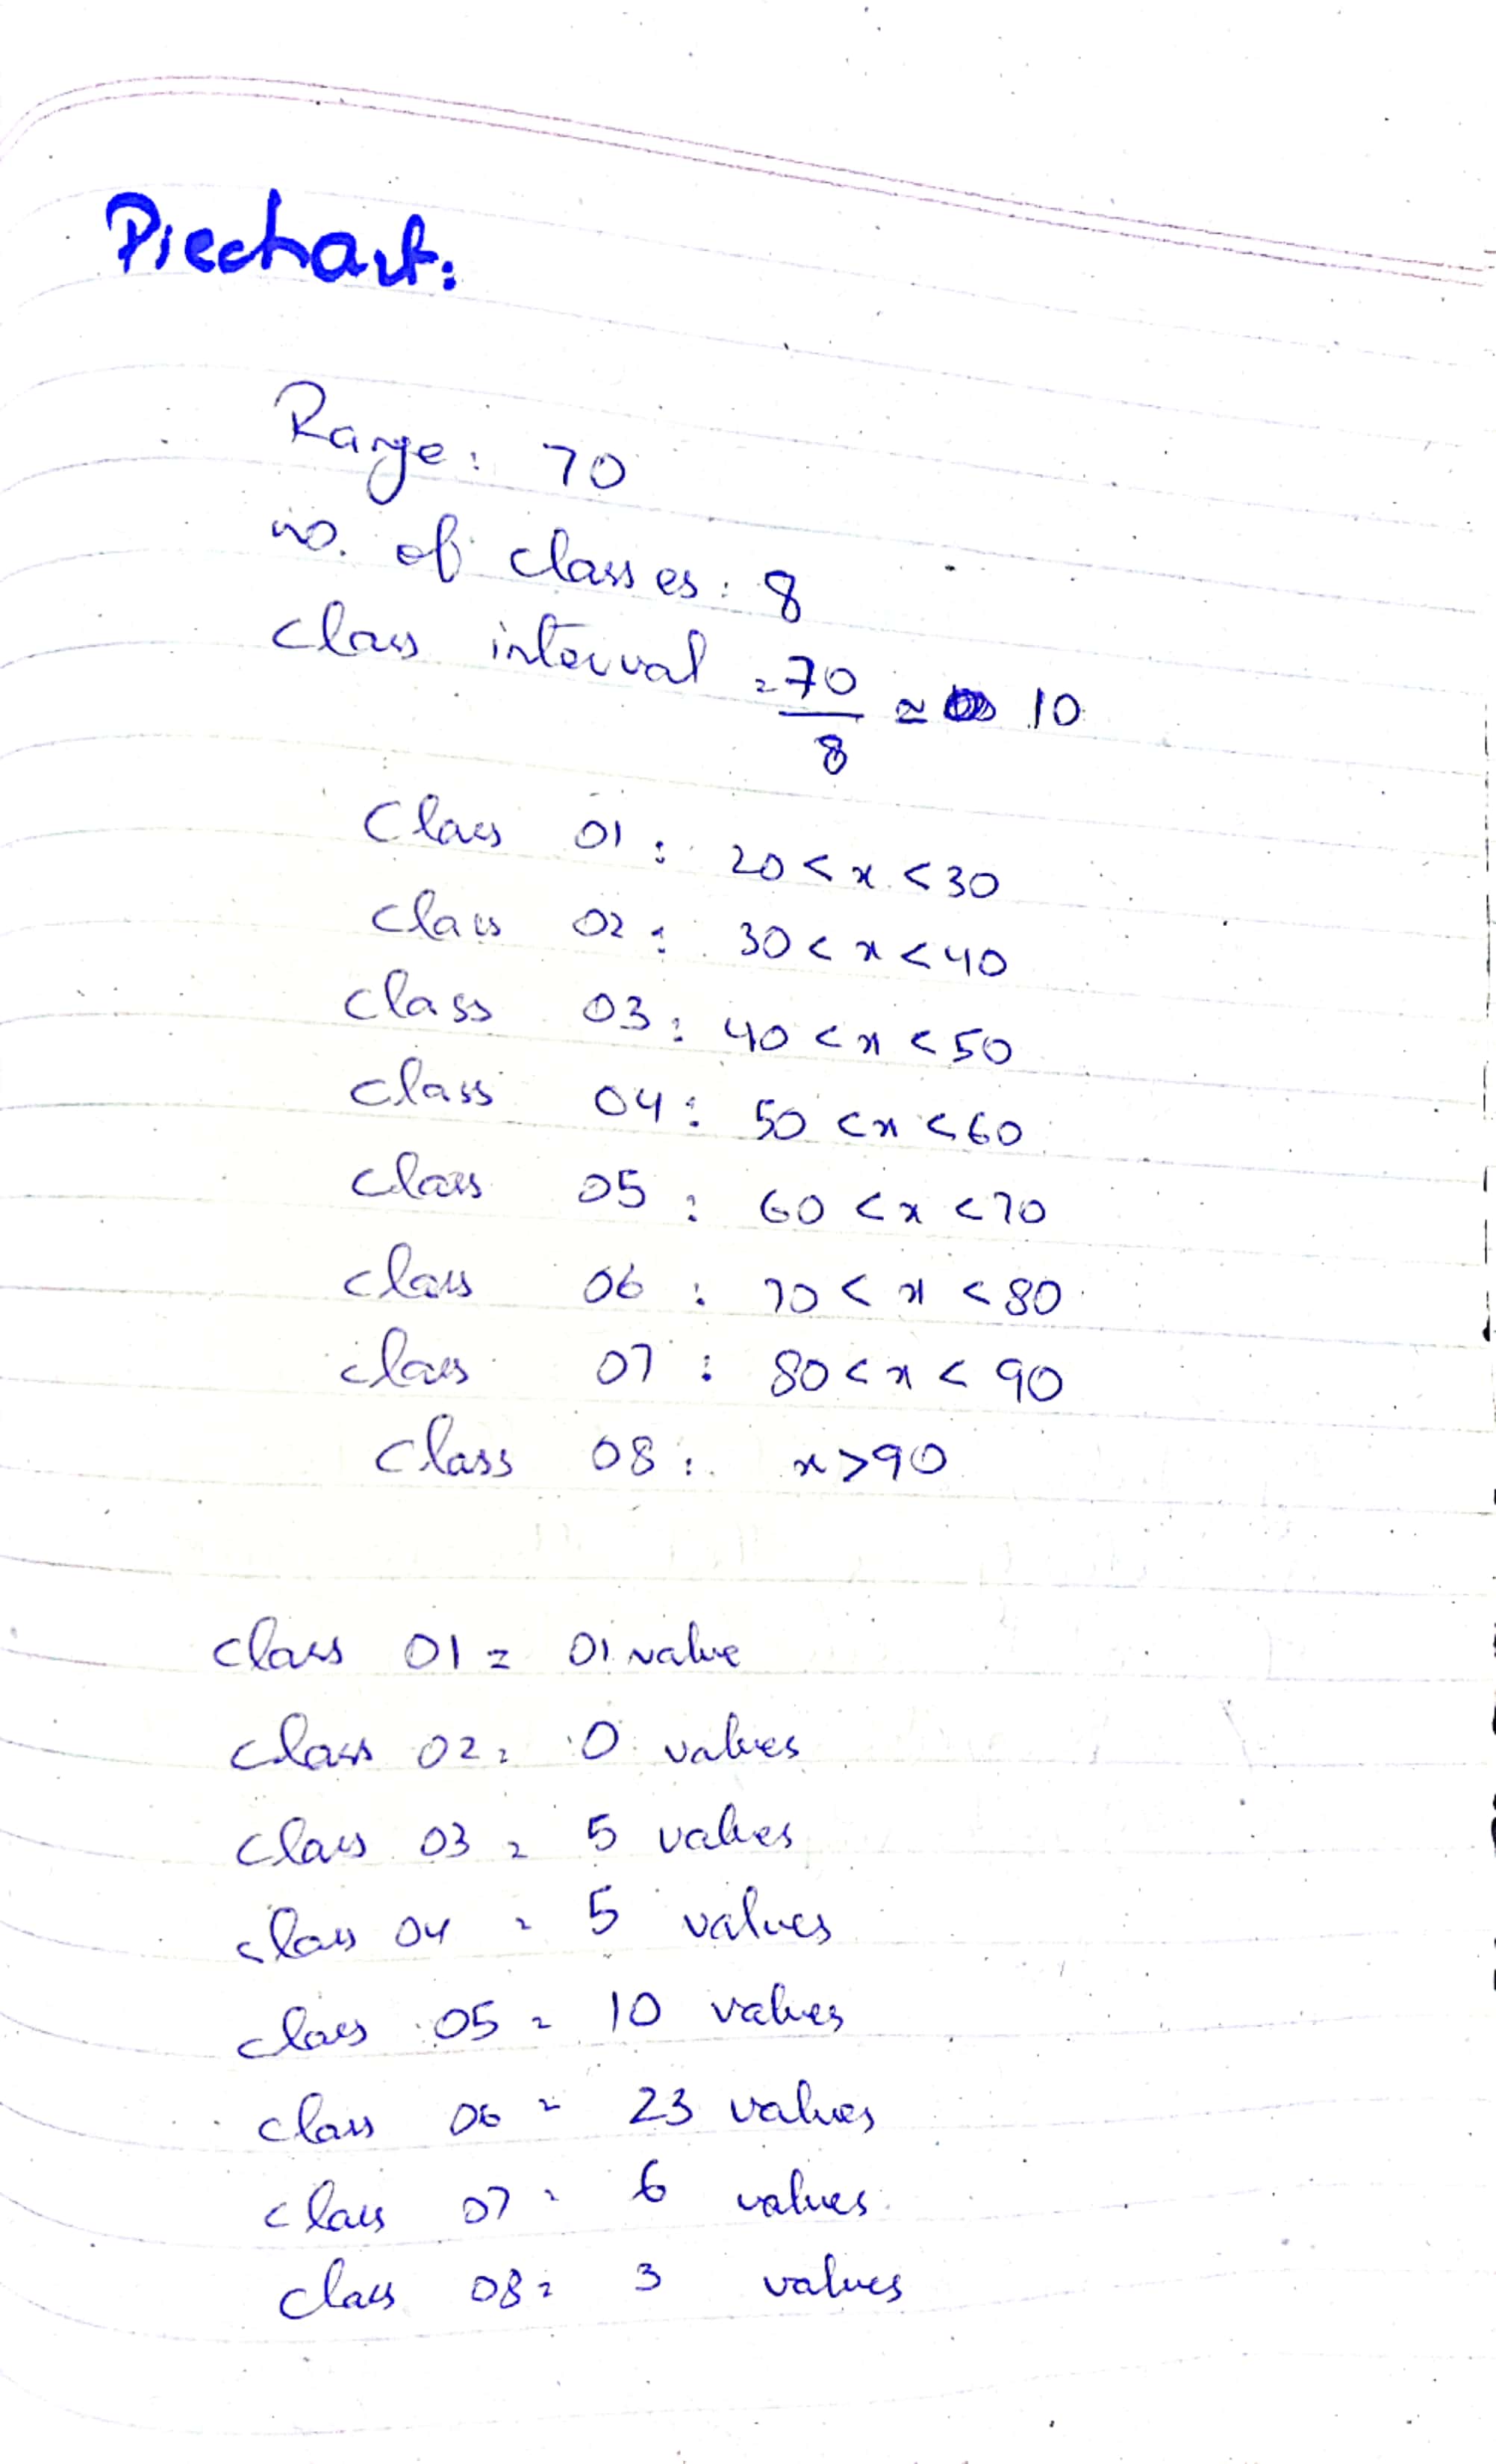 Piechart:
Range: 70
no. of classes: 8
class interval = 70/8 ≈ 10
Class 01: 20 < x < 30
Class 02: 30 < x < 40
class 03: 40 < x < 50
class 04: 50 < x < 60
class 05: 60 < x < 70
class 06: 70 < x < 80
class 07: 80 < x < 90
Class 08: x > 90
class 01 = 01 value
class 02 = 0 values
class 03 = 5 values
class 04 = 5 values
class 05 = 10 values
class 06 = 23 values
class 07 = 6 values
class 08 = 3 values